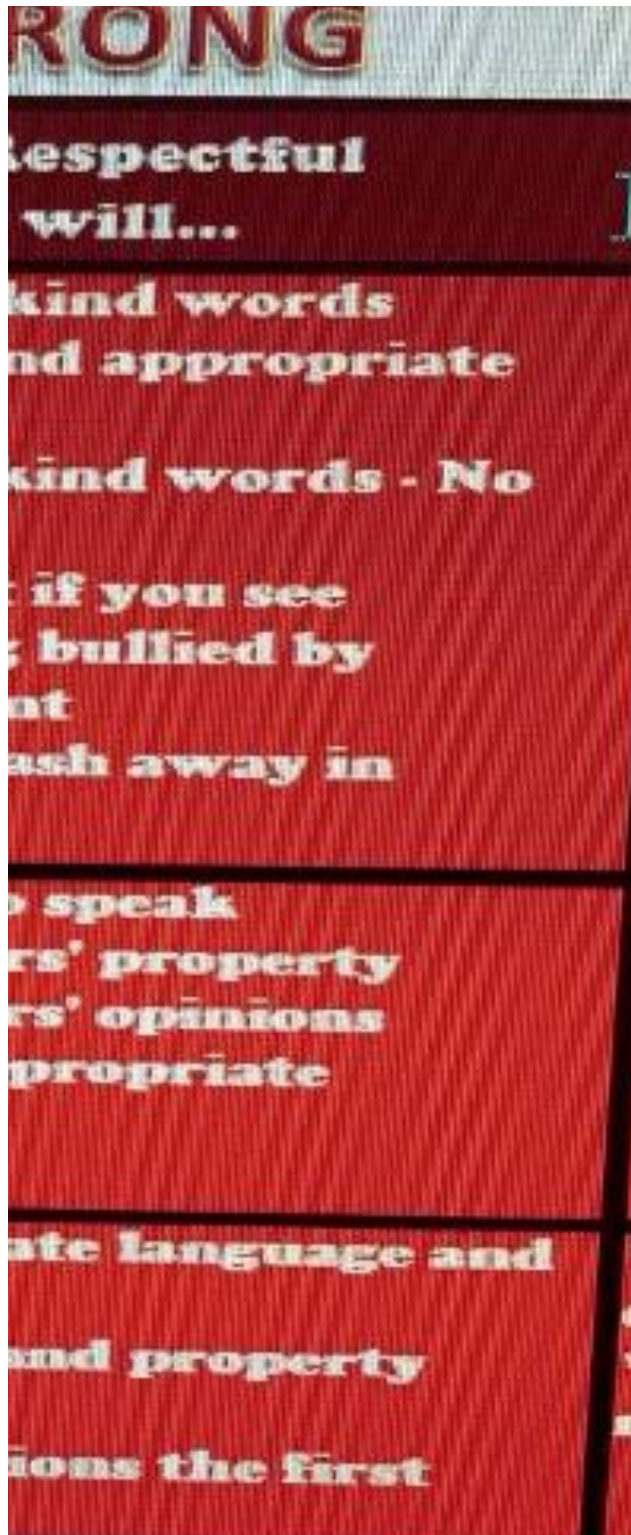 RONG
Respectful
will...
kind words
nd appropriate
kind words - No
if you see
bullied by
nt
ash away in
speak
rs' property
rs' opinions
propriate
ate language and
and property
ions the first